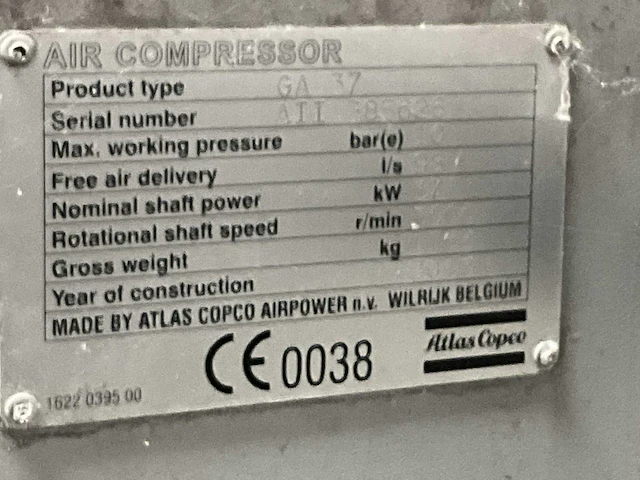 AIR COMPRESSOR
Product type GA 37
Serial number AII
Max. working pressure bar(e)
Free air delivery l/s
Nominal shaft power kW
Rotational shaft speed r/min
Gross weight kg
Year of construction
MADE BY ATLAS COPCO AIRPOWER n.v. WILRIJK BELGIUM
CE 0038
Atlas Copco
1622 0395 00